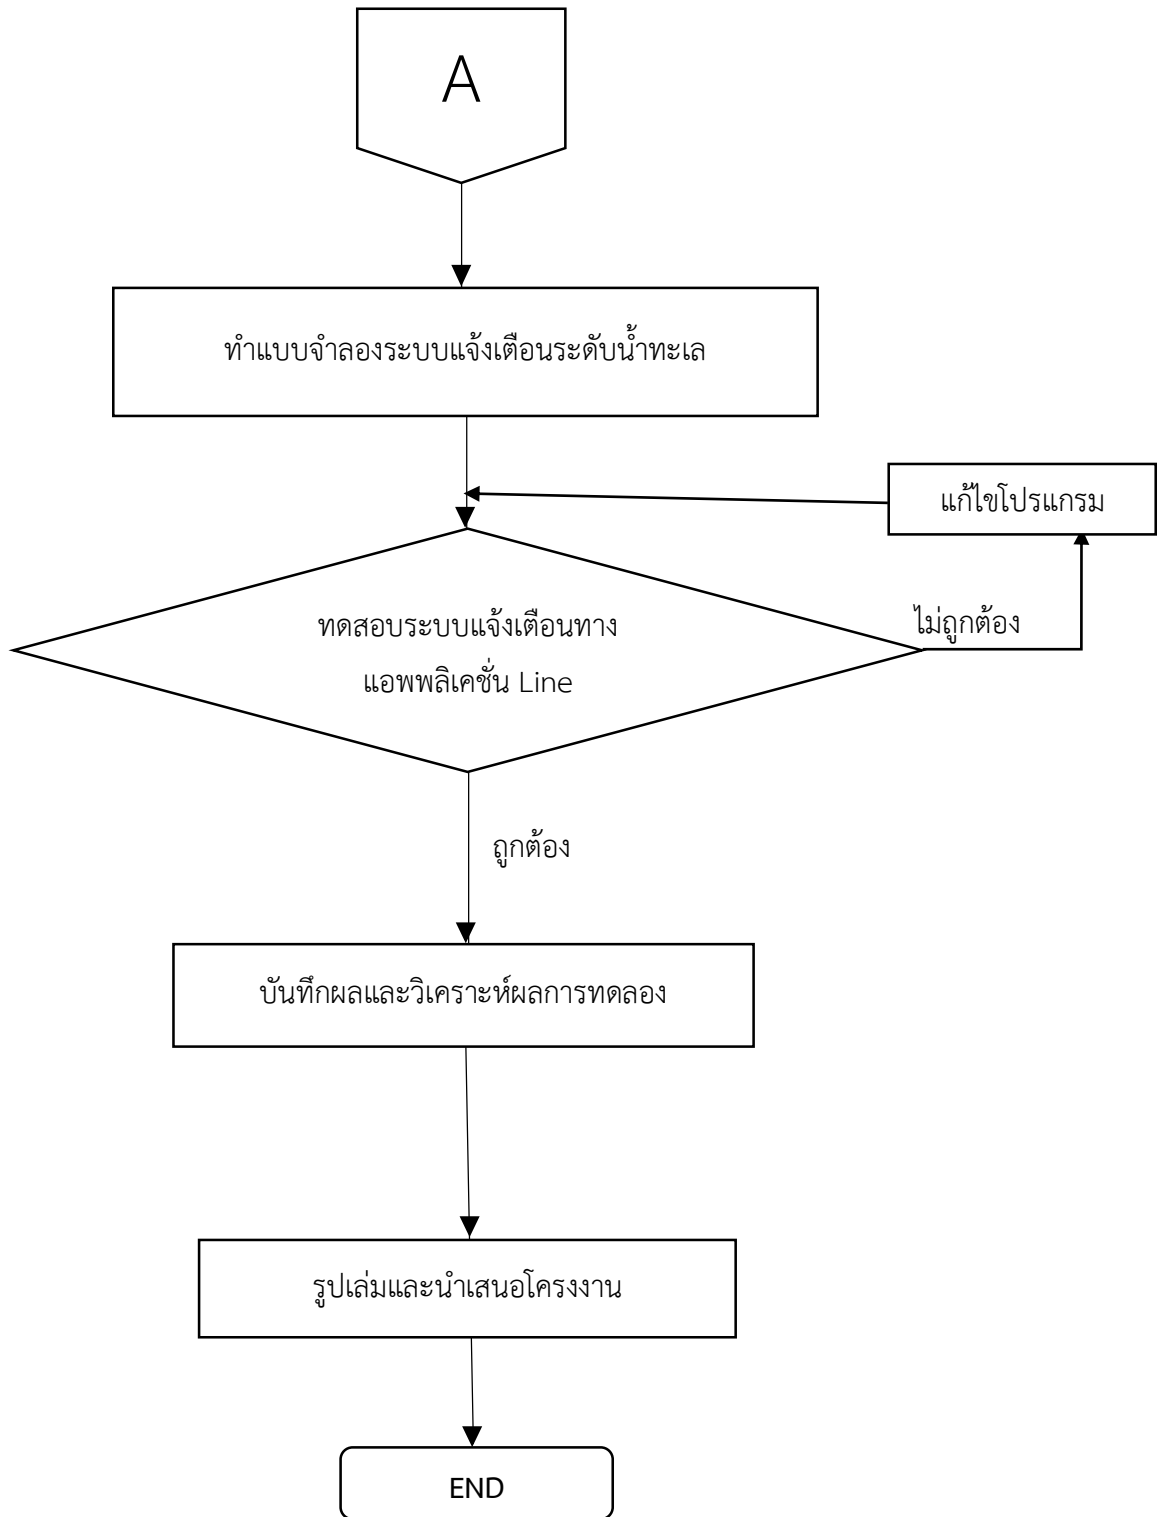 A
ทำแบบจำลองระบบแจ้งเตือนระดับน้ำทะเล
แก้ไขโปรแกรม
ทดสอบระบบแจ้งเตือนทาง
แอพพลิเคชั่น Line
ไม่ถูกต้อง
ถูกต้อง
บันทึกผลและวิเคราะห์ผลการทดลอง
รูปเล่มและนำเสนอโครงงาน
END